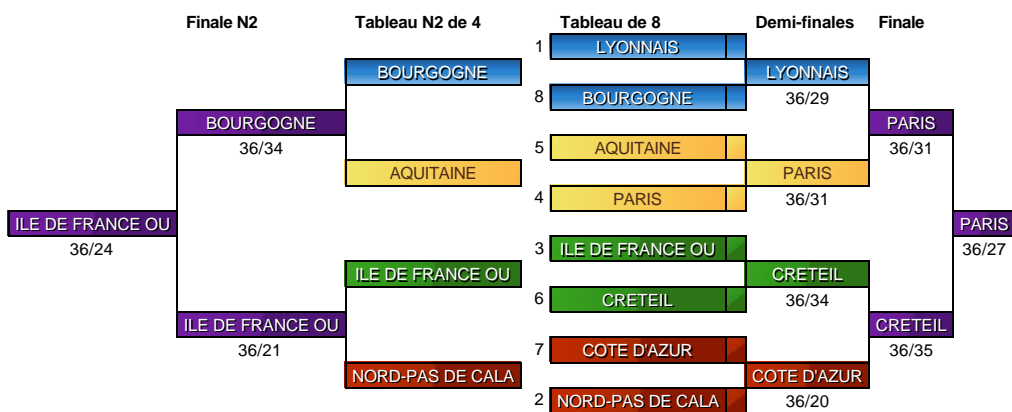 Finale N2 Tableau N2 de 4 Tableau de 8 Demi-finales Finale
1 LYONNAIS
BOURGOGNE LYONNAIS
8 BOURGOGNE 36/29
BOURGOGNE PARIS
36/34 5 AQUITAINE 36/31
AQUITAINE PARIS
4 PARIS 36/31
ILE DE FRANCE OU PARIS
36/24 3 ILE DE FRANCE OU 36/27
ILE DE FRANCE OU CRETEIL
6 CRETEIL 36/34
ILE DE FRANCE OU CRETEIL
36/21 7 COTE D'AZUR 36/35
NORD-PAS DE CALA COTE D'AZUR
2 NORD-PAS DE CALA 36/20